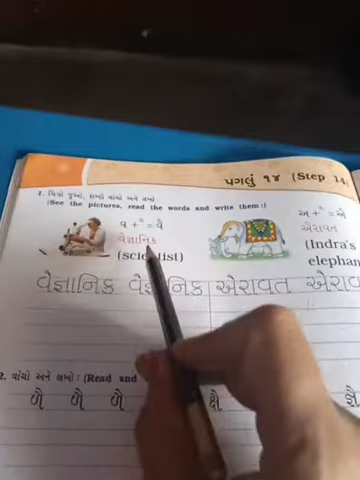 પગલું ૧૪ (Step 14)
1. ચિત્રો જુઓ, શબ્દો વાંચો અને લખો :
(See the pictures, read the words and write them :)
વ + ૈ = વૈ
વૈજ્ઞાનિક
(scientist)
અ + ૈ = ઐ
ઐરાવત
(Indra's
elephan
વૈજ્ઞાનિક વૈજ્ઞાનિક ઐરાવત ઐરાવ
2. વાંચો અને લખો : (Read and
ળૈ ળૈ ળૈ ક્ષૈ જ્ઞૈ